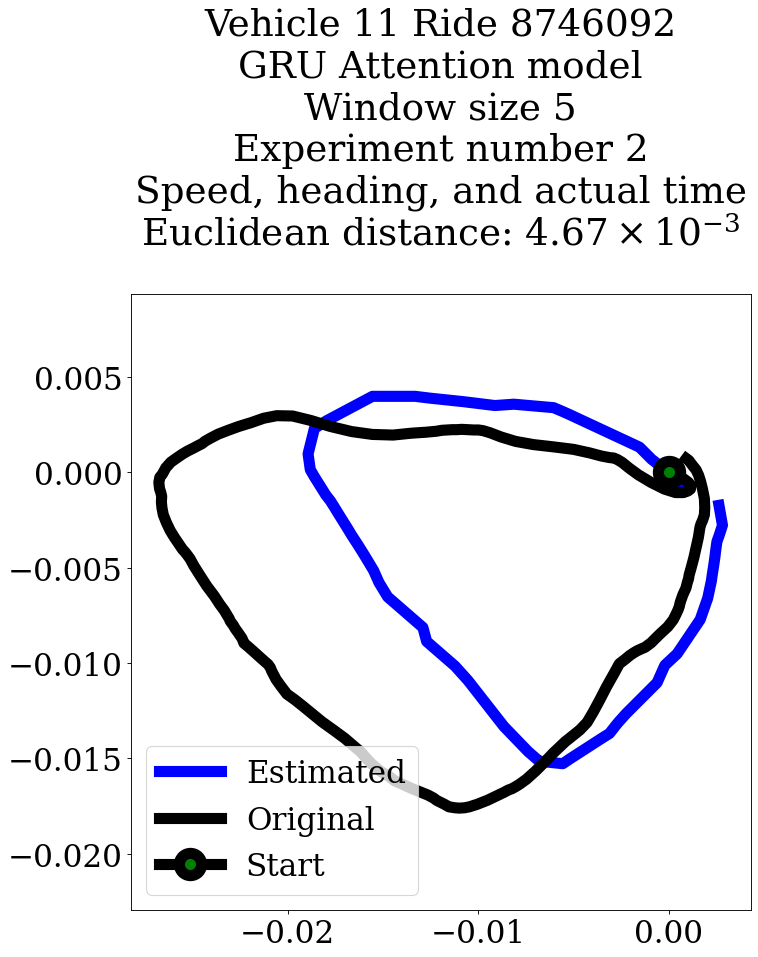 Vehicle 11 Ride 8746092
GRU Attention model
Window size 5
Experiment number 2
Speed, heading, and actual time
Euclidean distance: 4.67 × 10⁻³
0.005
0.000
−0.005
−0.010
−0.015
−0.020
Estimated
Original
Start
−0.02
−0.01
0.00